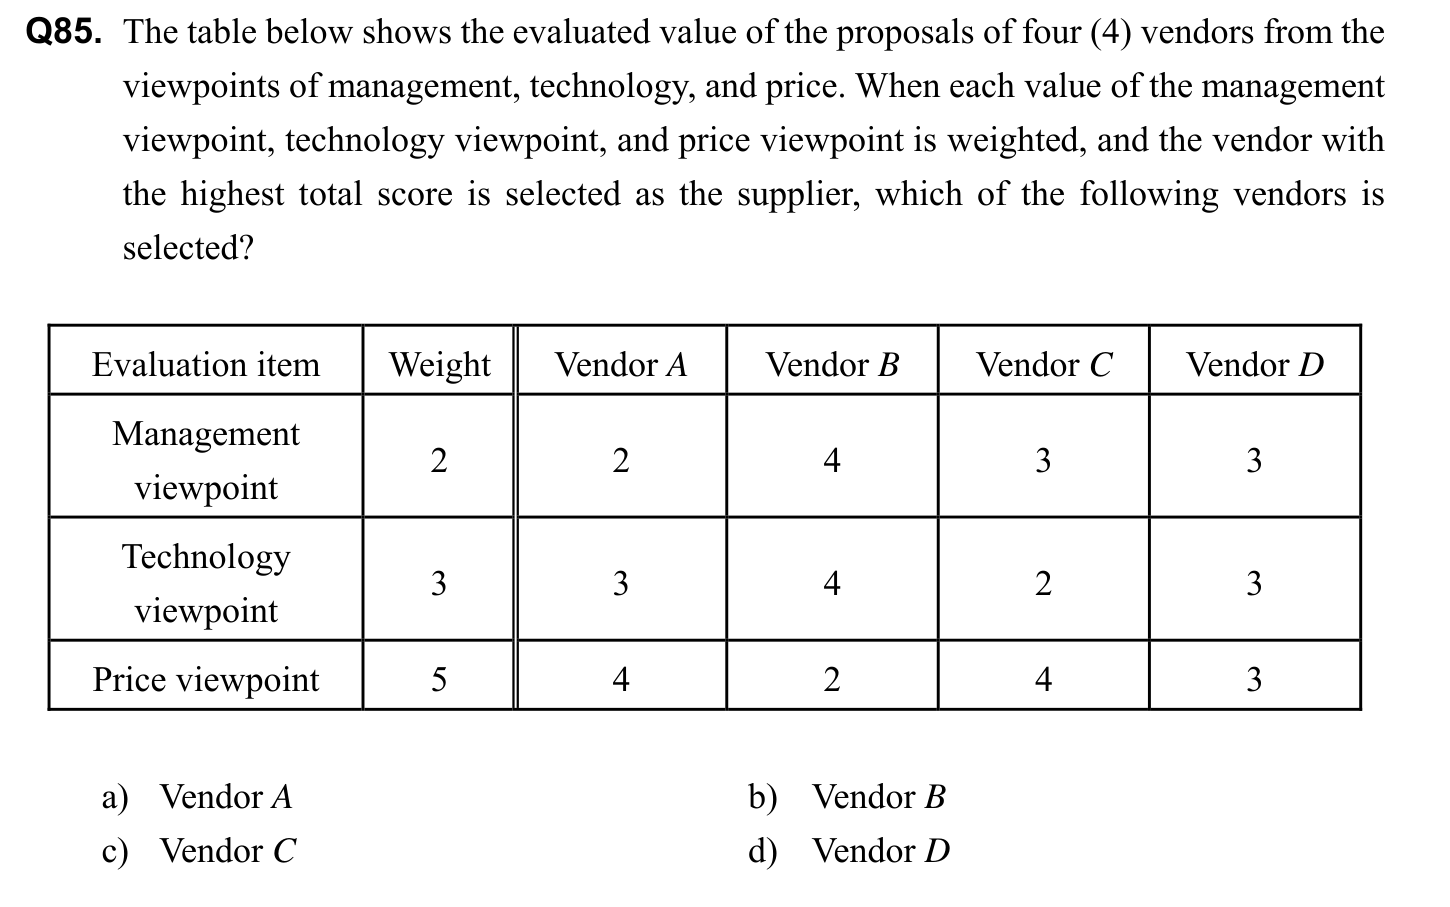 Q85. The table below shows the evaluated value of the proposals of four (4) vendors from the
viewpoints of management, technology, and price. When each value of the management
viewpoint, technology viewpoint, and price viewpoint is weighted, and the vendor with
the highest total score is selected as the supplier, which of the following vendors is
selected?
Evaluation item Weight Vendor A Vendor B Vendor C Vendor D
Management
viewpoint 2 2 4 3 3
Technology
viewpoint 3 3 4 2 3
Price viewpoint 5 4 2 4 3
a) Vendor A b) Vendor B
c) Vendor C d) Vendor D